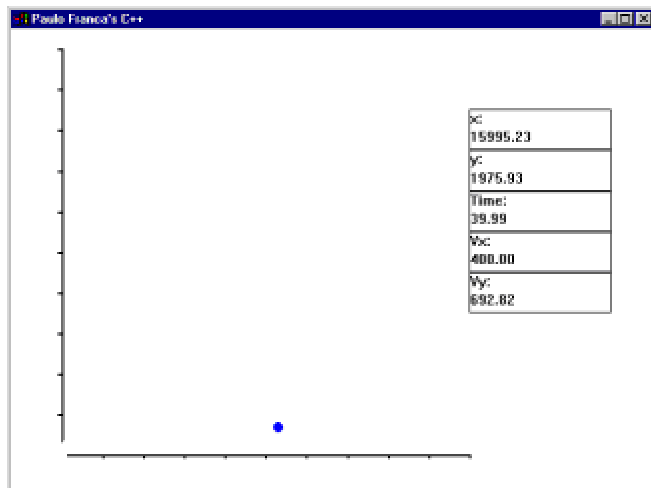 Paulo Franca's C++
x:
15995.23
y:
1975.93
Time:
39.99
Vx:
400.00
Vy:
692.82